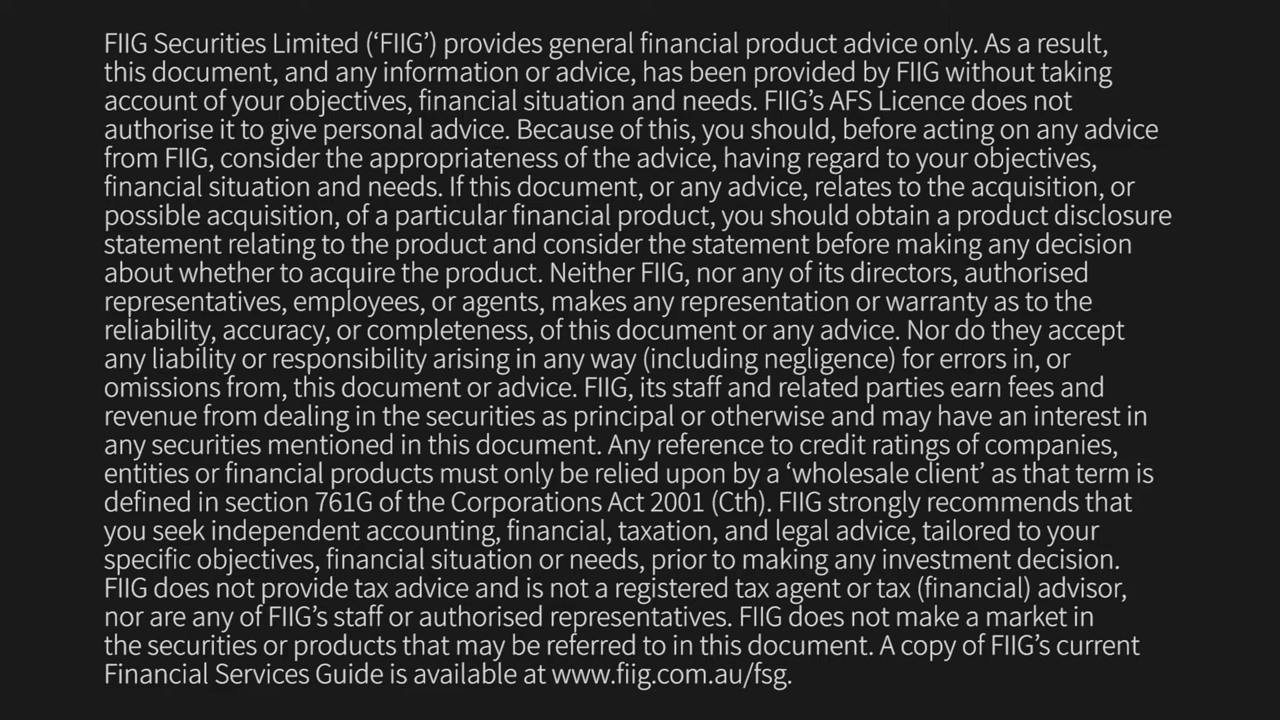 FIIG Securities Limited (‘FIIG’) provides general financial product advice only. As a result,
this document, and any information or advice, has been provided by FIIG without taking
account of your objectives, financial situation and needs. FIIG’s AFS Licence does not
authorise it to give personal advice. Because of this, you should, before acting on any advice
from FIIG, consider the appropriateness of the advice, having regard to your objectives,
financial situation and needs. If this document, or any advice, relates to the acquisition, or
possible acquisition, of a particular financial product, you should obtain a product disclosure
statement relating to the product and consider the statement before making any decision
about whether to acquire the product. Neither FIIG, nor any of its directors, authorised
representatives, employees, or agents, makes any representation or warranty as to the
reliability, accuracy, or completeness, of this document or any advice. Nor do they accept
any liability or responsibility arising in any way (including negligence) for errors in, or
omissions from, this document or advice. FIIG, its staff and related parties earn fees and
revenue from dealing in the securities as principal or otherwise and may have an interest in
any securities mentioned in this document. Any reference to credit ratings of companies,
entities or financial products must only be relied upon by a ‘wholesale client’ as that term is
defined in section 761G of the Corporations Act 2001 (Cth). FIIG strongly recommends that
you seek independent accounting, financial, taxation, and legal advice, tailored to your
specific objectives, financial situation or needs, prior to making any investment decision.
FIIG does not provide tax advice and is not a registered tax agent or tax (financial) advisor,
nor are any of FIIG’s staff or authorised representatives. FIIG does not make a market in
the securities or products that may be referred to in this document. A copy of FIIG’s current
Financial Services Guide is available at www.fiig.com.au/fsg.